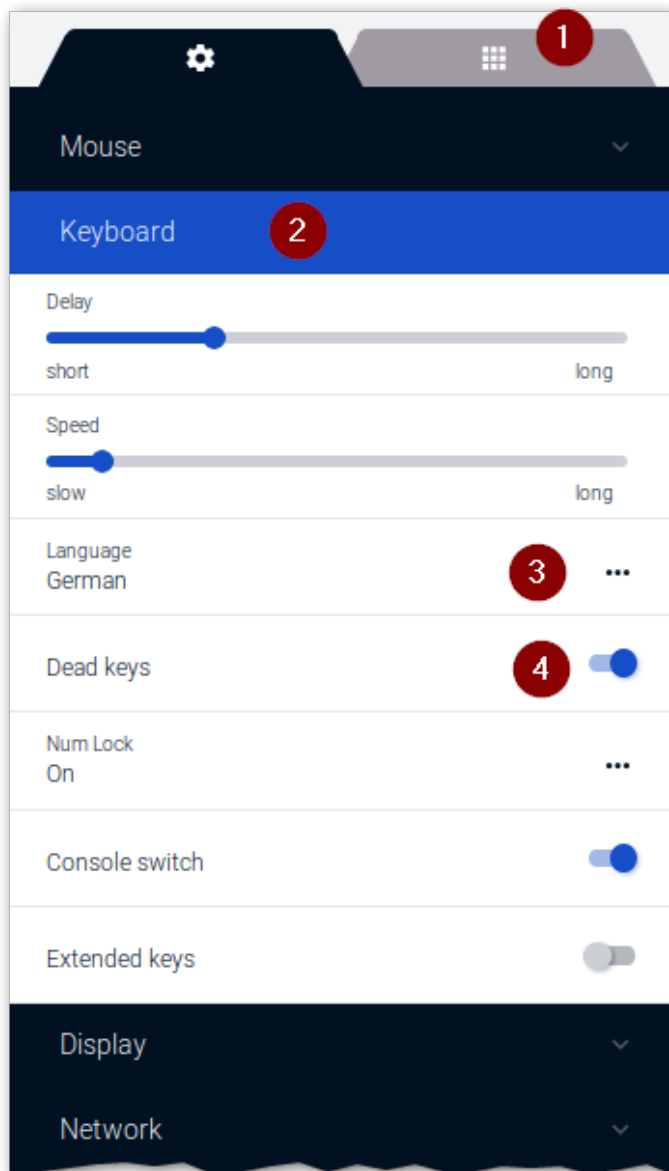 1
Mouse
Keyboard 2
Delay
short long
Speed
slow long
Language
German 3
Dead keys 4
Num Lock
On
Console switch
Extended keys
Display
Network